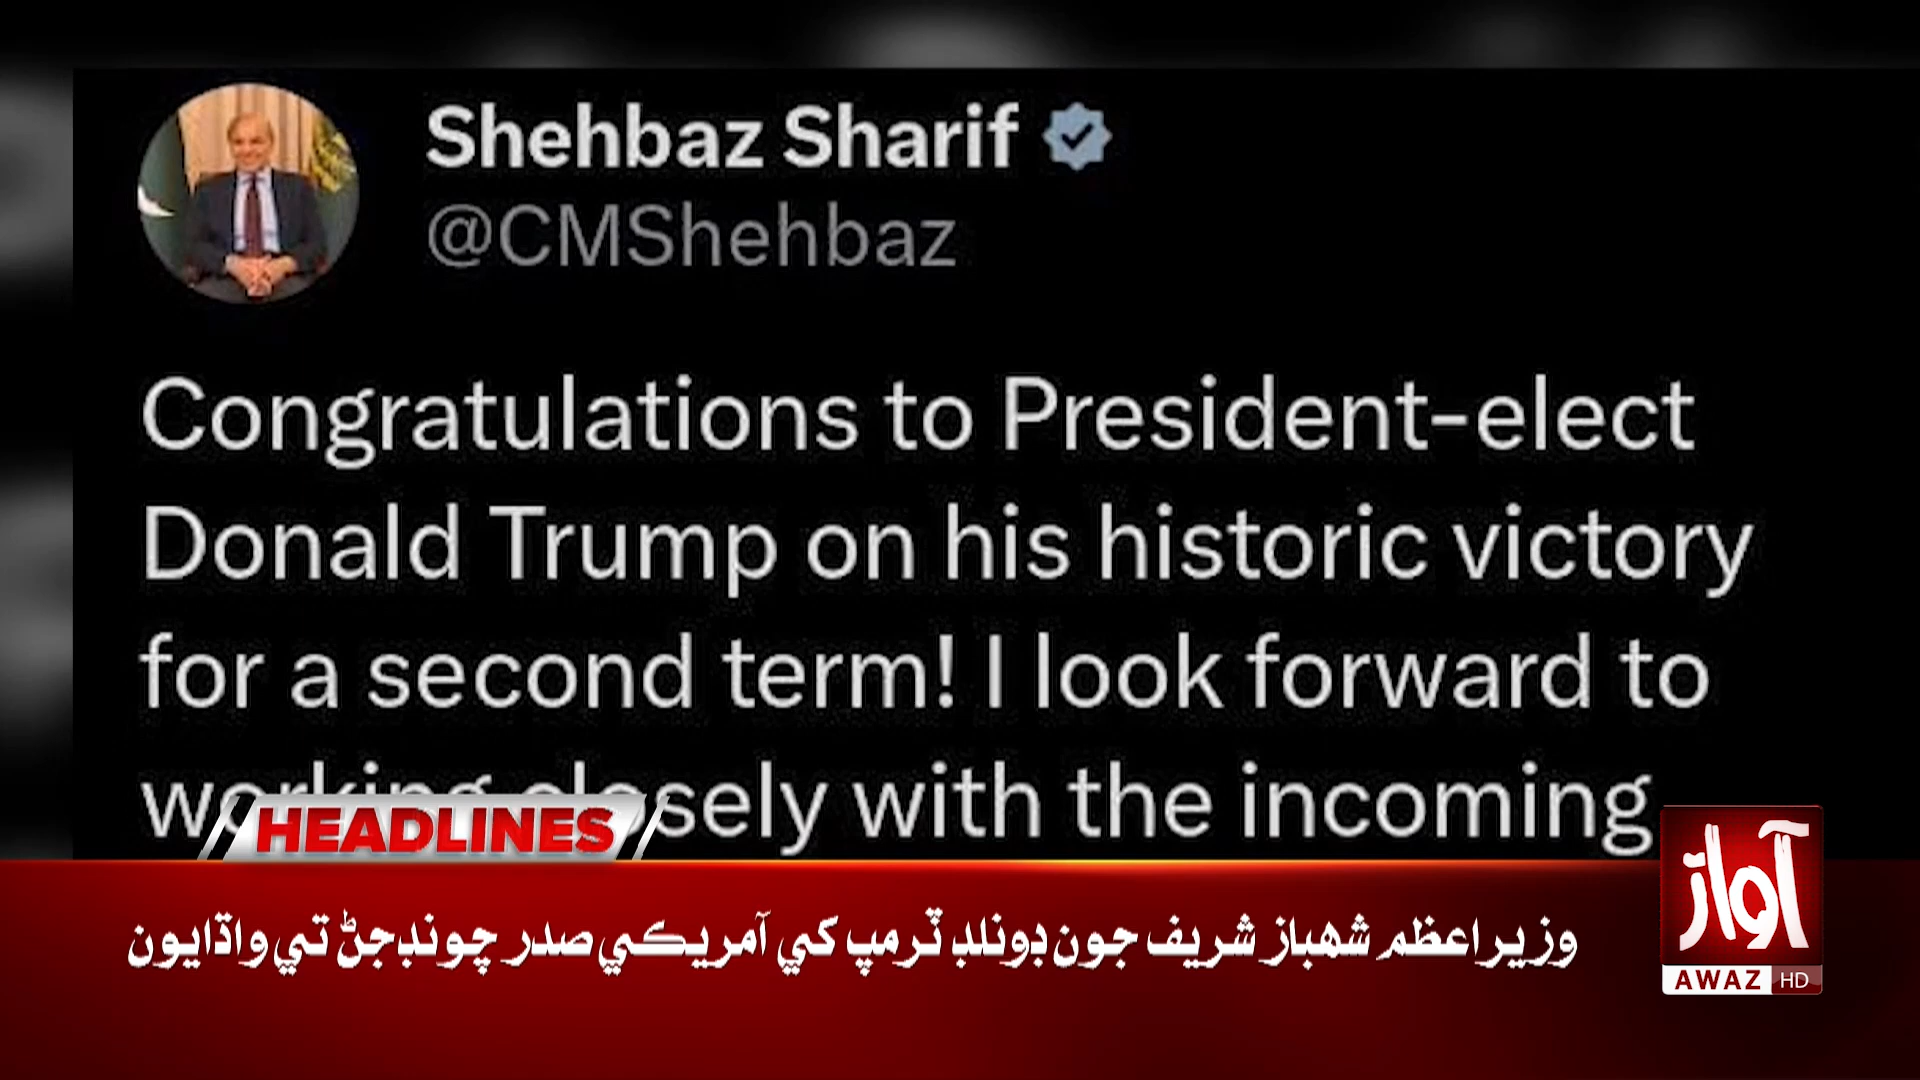 Shehbaz Sharif
@CMShehbaz
Congratulations to President-elect
Donald Trump on his historic victory
for a second term! I look forward to
working closely with the incoming
HEADLINES
وزيراعظم شهباز شريف جون ڊونلڊ ٽرمپ کي آمريڪي صدر چونڊجڻ تي واڌايون
آواز
AWAZ HD